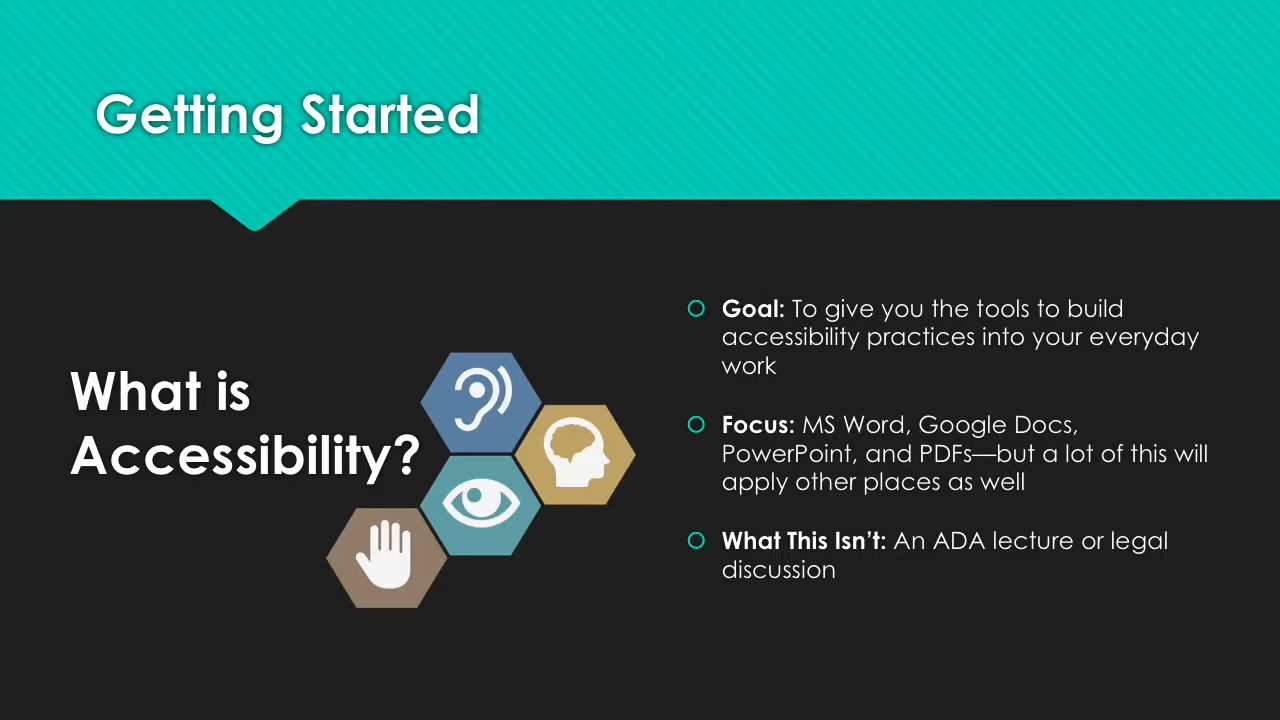 Getting Started
What is
Accessibility?
Goal: To give you the tools to build
accessibility practices into your everyday
work
Focus: MS Word, Google Docs,
PowerPoint, and PDFs—but a lot of this will
apply other places as well
What This Isn’t: An ADA lecture or legal
discussion